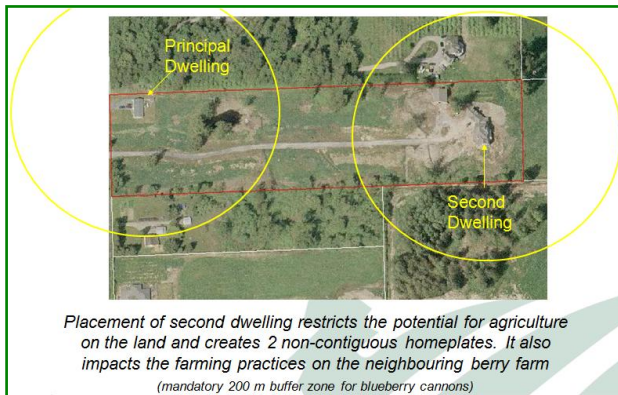 Principal
Dwelling
Second
Dwelling
Placement of second dwelling restricts the potential for agriculture
on the land and creates 2 non-contiguous homeplates. It also
impacts the farming practices on the neighbouring berry farm
(mandatory 200 m buffer zone for blueberry cannons)